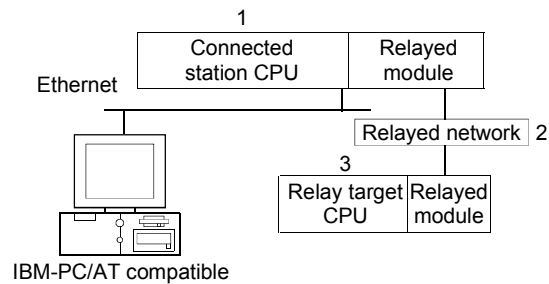 1
Connected
station CPU
Relayed
module
Ethernet
Relayed network 2
3
Relay target
CPU
Relayed
module
IBM-PC/AT compatible